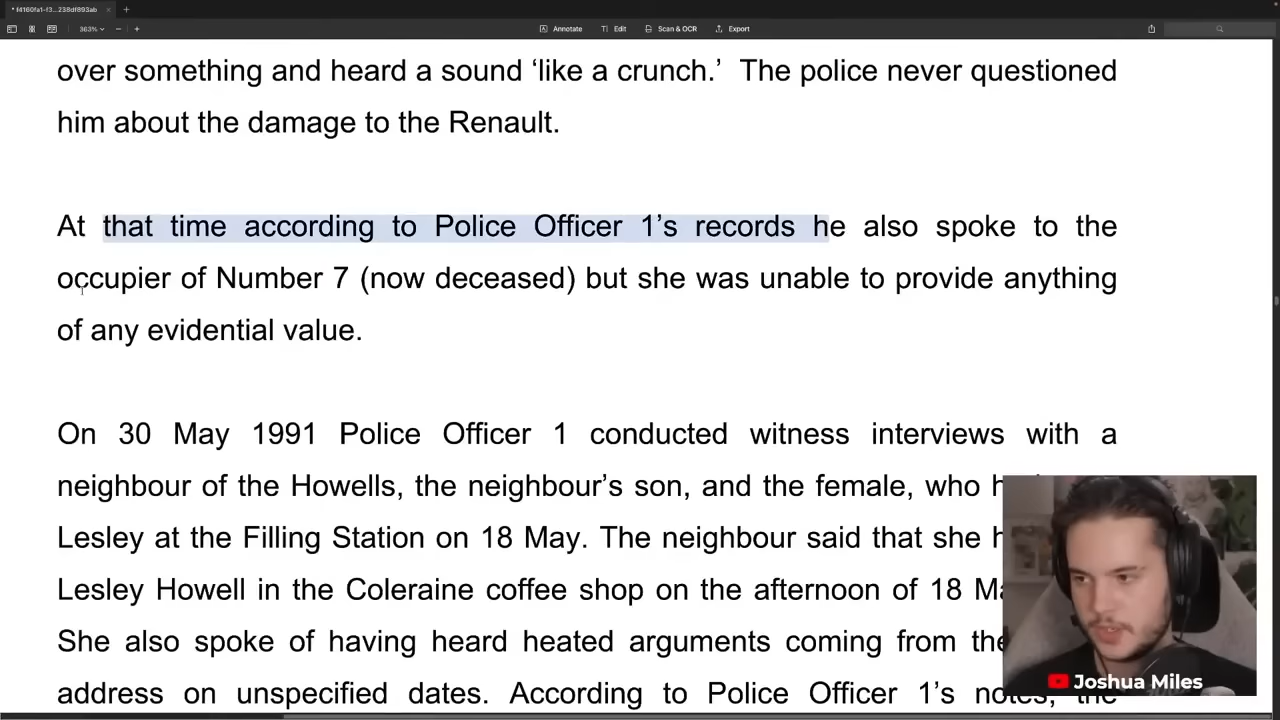 * f4160fa1-f3...238df893ab
363%
Annotate
Edit
Scan & OCR
Export
over something and heard a sound ‘like a crunch.’ The police never questioned
him about the damage to the Renault.
At that time according to Police Officer 1’s records he also spoke to the
occupier of Number 7 (now deceased) but she was unable to provide anything
of any evidential value.
On 30 May 1991 Police Officer 1 conducted witness interviews with a
neighbour of the Howells, the neighbour’s son, and the female, who
Lesley at the Filling Station on 18 May. The neighbour said that she
Lesley Howell in the Coleraine coffee shop on the afternoon of 18
She also spoke of having heard heated arguments coming from the
address on unspecified dates. According to Police Officer 1’s notes, the
Joshua Miles